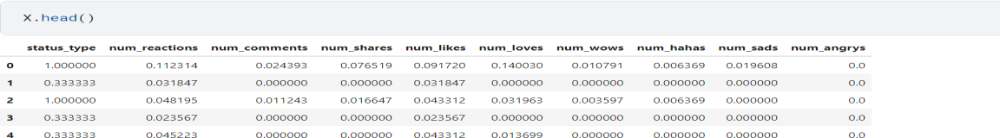 X.head()
status_type num_reactions num_comments num_shares num_likes num_loves num_wows num_hahas num_sads num_angrys
0 1.000000 0.112314 0.024393 0.076519 0.091720 0.140030 0.010791 0.006369 0.019608 0.0
1 0.333333 0.031847 0.000000 0.000000 0.031847 0.000000 0.000000 0.000000 0.000000 0.0
2 1.000000 0.048195 0.011243 0.016647 0.043312 0.031963 0.003597 0.006369 0.000000 0.0
3 0.333333 0.023567 0.000000 0.000000 0.023567 0.000000 0.000000 0.000000 0.000000 0.0
4 0.333333 0.045223 0.000000 0.000000 0.043312 0.013699 0.000000 0.000000 0.000000 0.0